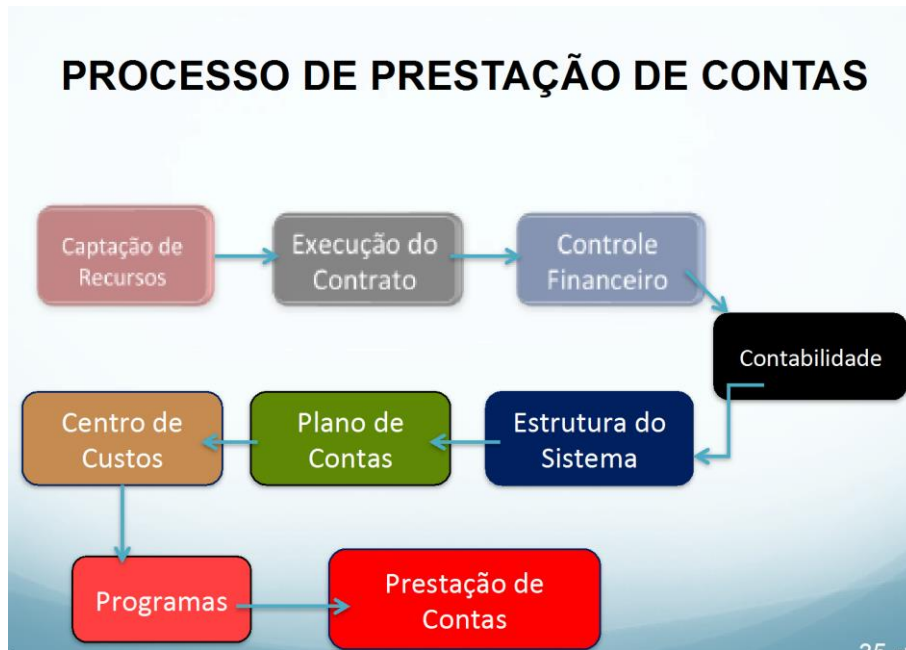 PROCESSO DE PRESTAÇÃO DE CONTAS
Captação de
Recursos
Execução do
Contrato
Controle
Financeiro
Contabilidade
Estrutura do
Sistema
Plano de
Contas
Centro de
Custos
Programas
Prestação de
Contas